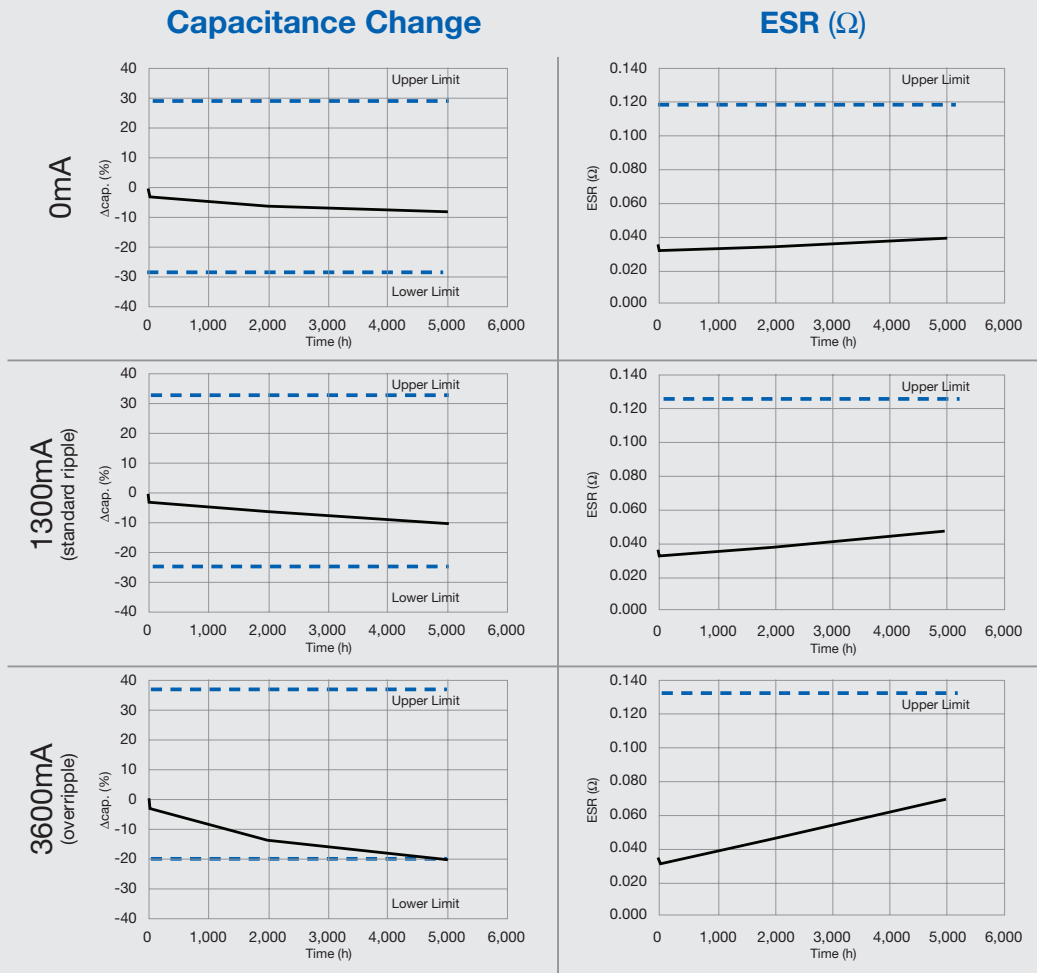 Capacitance Change
ESR (Ω)
0mA
Δcap. (%)
40
30
20
10
0
-10
-20
-30
-40
Upper Limit
Lower Limit
0 1,000 2,000 3,000 4,000 5,000 6,000
Time (h)
ESR (Ω)
0.140
0.120
0.100
0.080
0.060
0.040
0.020
0.000
Upper Limit
0 1,000 2,000 3,000 4,000 5,000 6,000
Time (h)
1300mA
(standard ripple)
Δcap. (%)
40
30
20
10
0
-10
-20
-30
-40
Upper Limit
Lower Limit
0 1,000 2,000 3,000 4,000 5,000 6,000
Time (h)
ESR (Ω)
0.140
0.120
0.100
0.080
0.060
0.040
0.020
0.000
Upper Limit
0 1,000 2,000 3,000 4,000 5,000 6,000
Time (h)
3600mA
(overripple)
Δcap. (%)
40
30
20
10
0
-10
-20
-30
-40
Upper Limit
Lower Limit
0 1,000 2,000 3,000 4,000 5,000 6,000
Time (h)
ESR (Ω)
0.140
0.120
0.100
0.080
0.060
0.040
0.020
0.000
Upper Limit
0 1,000 2,000 3,000 4,000 5,000 6,000
Time (h)